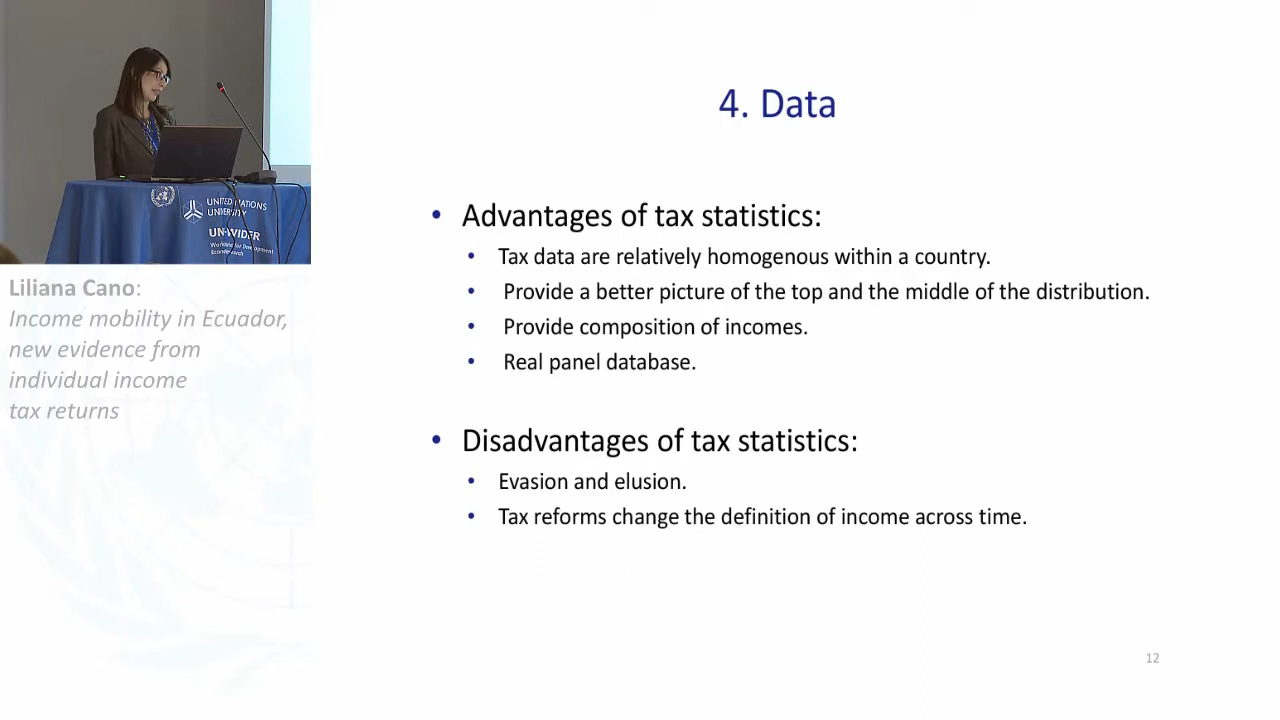 4. Data
UNITED NATIONS
UNIVERSITY
UNU-WIDER
Economics Research
Liliana Cano:
Income mobility in Ecuador,
new evidence from
individual income
tax returns
• Advantages of tax statistics:
• Tax data are relatively homogenous within a country.
• Provide a better picture of the top and the middle of the distribution.
• Provide composition of incomes.
• Real panel database.
• Disadvantages of tax statistics:
• Evasion and elusion.
• Tax reforms change the definition of income across time.
12